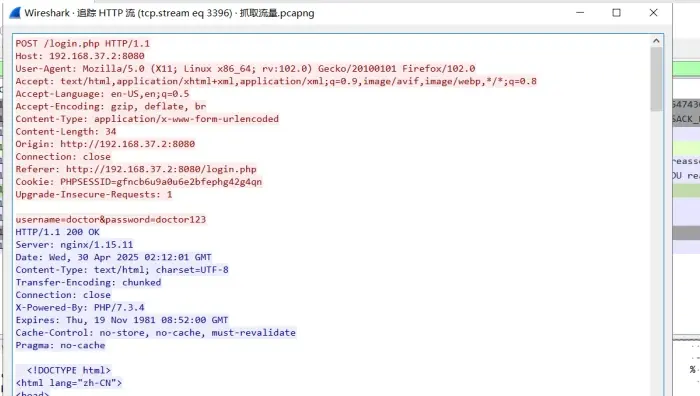 Wireshark · 追踪 HTTP 流 (tcp.stream eq 3396) · 抓取流量.pcapng
POST /login.php HTTP/1.1
Host: 192.168.37.2:8080
User-Agent: Mozilla/5.0 (X11; Linux x86_64; rv:102.0) Gecko/20100101 Firefox/102.0
Accept: text/html,application/xhtml+xml,application/xml;q=0.9,image/avif,image/webp,*/*;q=0.8
Accept-Language: en-US,en;q=0.5
Accept-Encoding: gzip, deflate, br
Content-Type: application/x-www-form-urlencoded
Content-Length: 34
Origin: http://192.168.37.2:8080
Connection: close
Referer: http://192.168.37.2:8080/login.php
Cookie: PHPSESSID=gfncb6u9a0u6e2bfephg42g4qn
Upgrade-Insecure-Requests: 1
username=doctor&password=doctor123
HTTP/1.1 200 OK
Server: nginx/1.15.11
Date: Wed, 30 Apr 2025 02:12:01 GMT
Content-Type: text/html; charset=UTF-8
Transfer-Encoding: chunked
Connection: close
X-Powered-By: PHP/7.3.4
Expires: Thu, 19 Nov 1981 08:52:00 GMT
Cache-Control: no-store, no-cache, must-revalidate
Pragma: no-cache
<!DOCTYPE html>
<html lang="zh-CN">
<head>